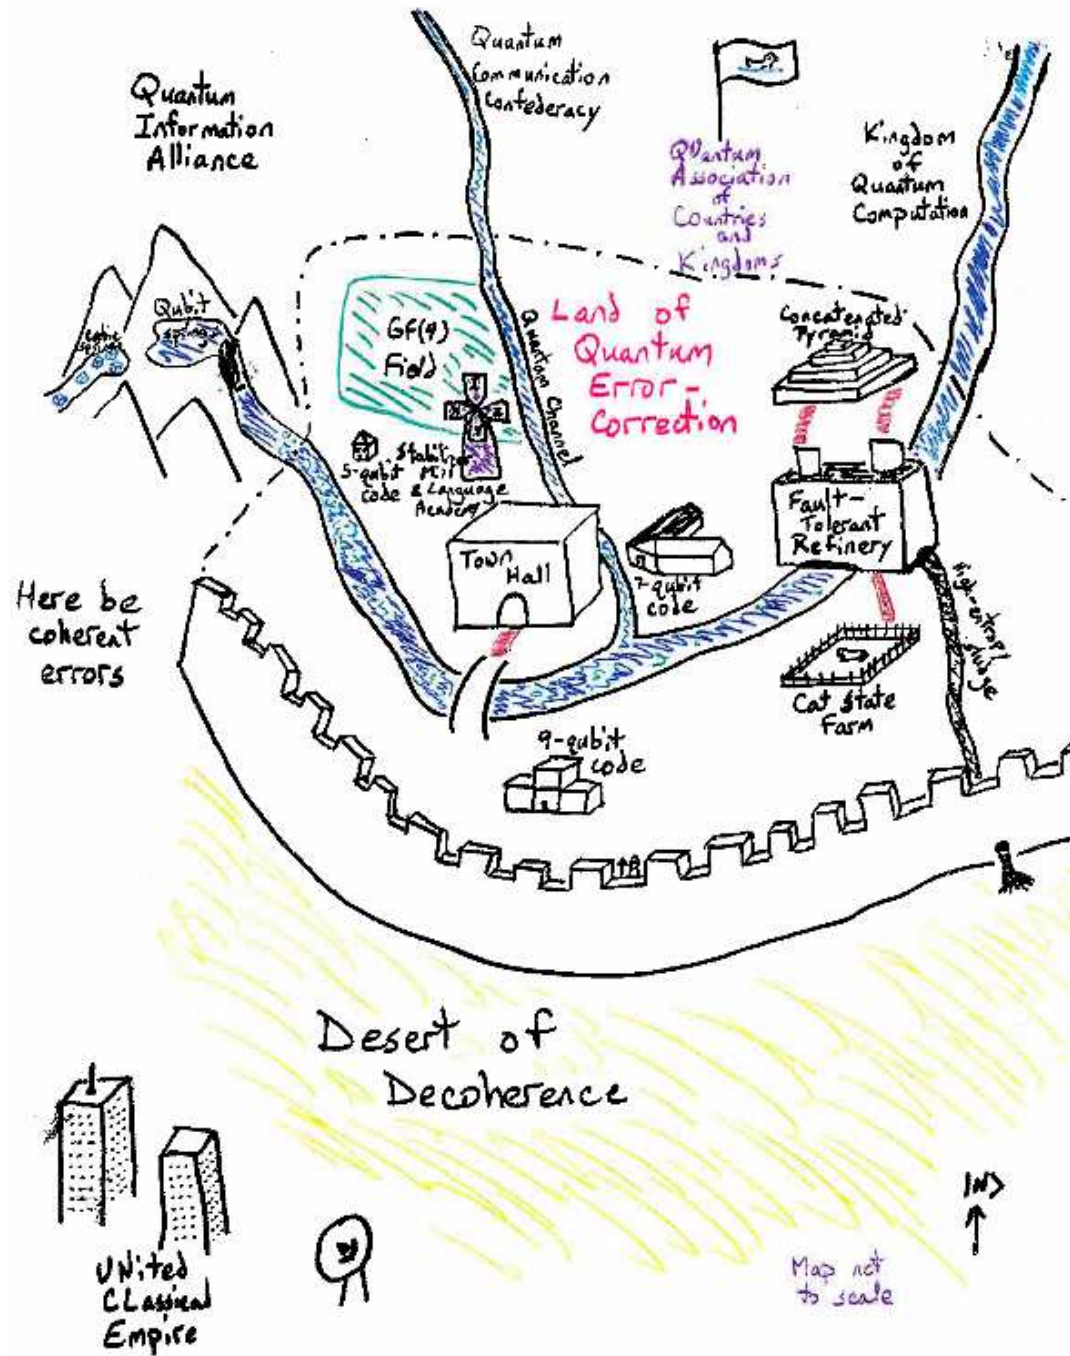 Quantum
Communication
Confederacy
Quantum
Information
Alliance
QUantum
Association
of
Countries
and
Kingdoms
Kingdom
of
Quantum
Computation
Qubit
springs
GF(4)
Field
Quantum Channel
Land of
Quantum
Error-
Correction
Concatenated
Pyramid
5-qubit
code
Stabilizer Mill
& Language
Academy
Town
Hall
7-qubit
code
Fault-
Tolerant
Refinery
high-entropy
sludge
Here be
coherent
errors
Cat State
Farm
9-qubit
code
Desert of
Decoherence
UNited
CLassical
Empire
|N>
Map not
to scale